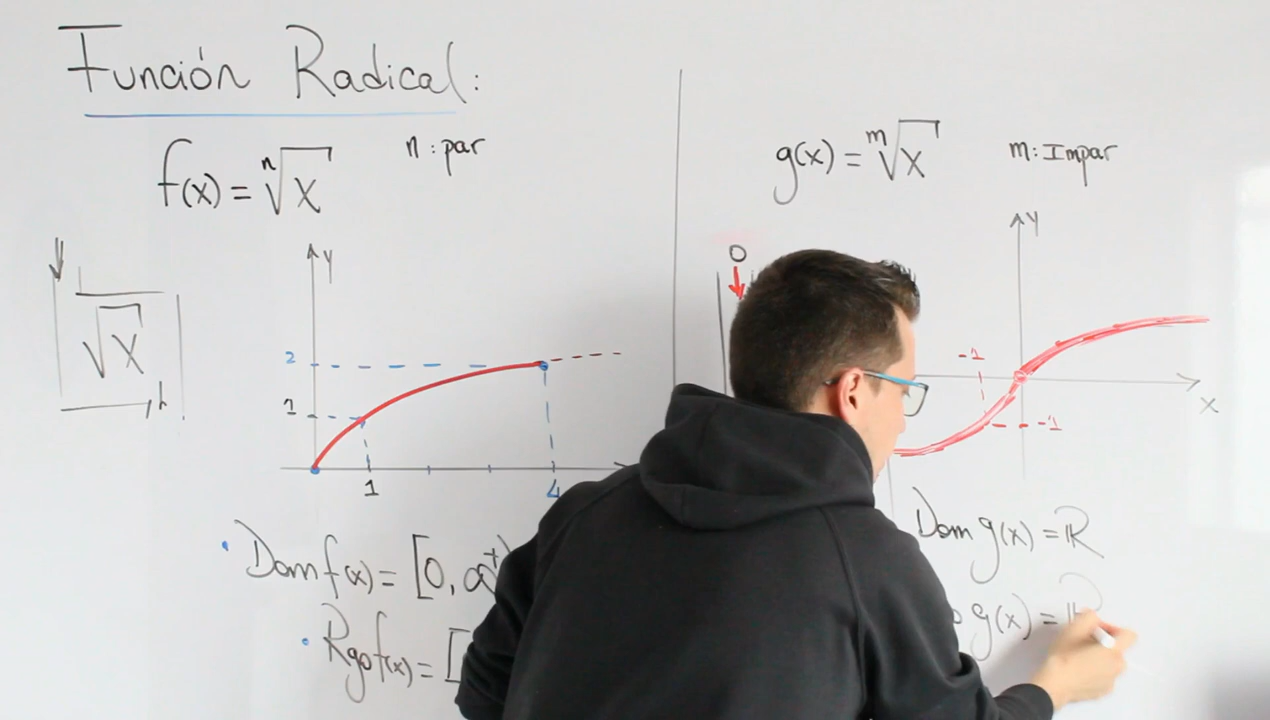 Función Radical:
f(x) = ⁿ√x n: par
√x
h
y
2
1
1 4
Dom f(x) = [0, ∞⁺)
Rgo f(x) = [
g(x) = ᵐ√x m: Impar
0
y
-1
x
-1
Dom g(x) = ℝ
g(x) = ℝ